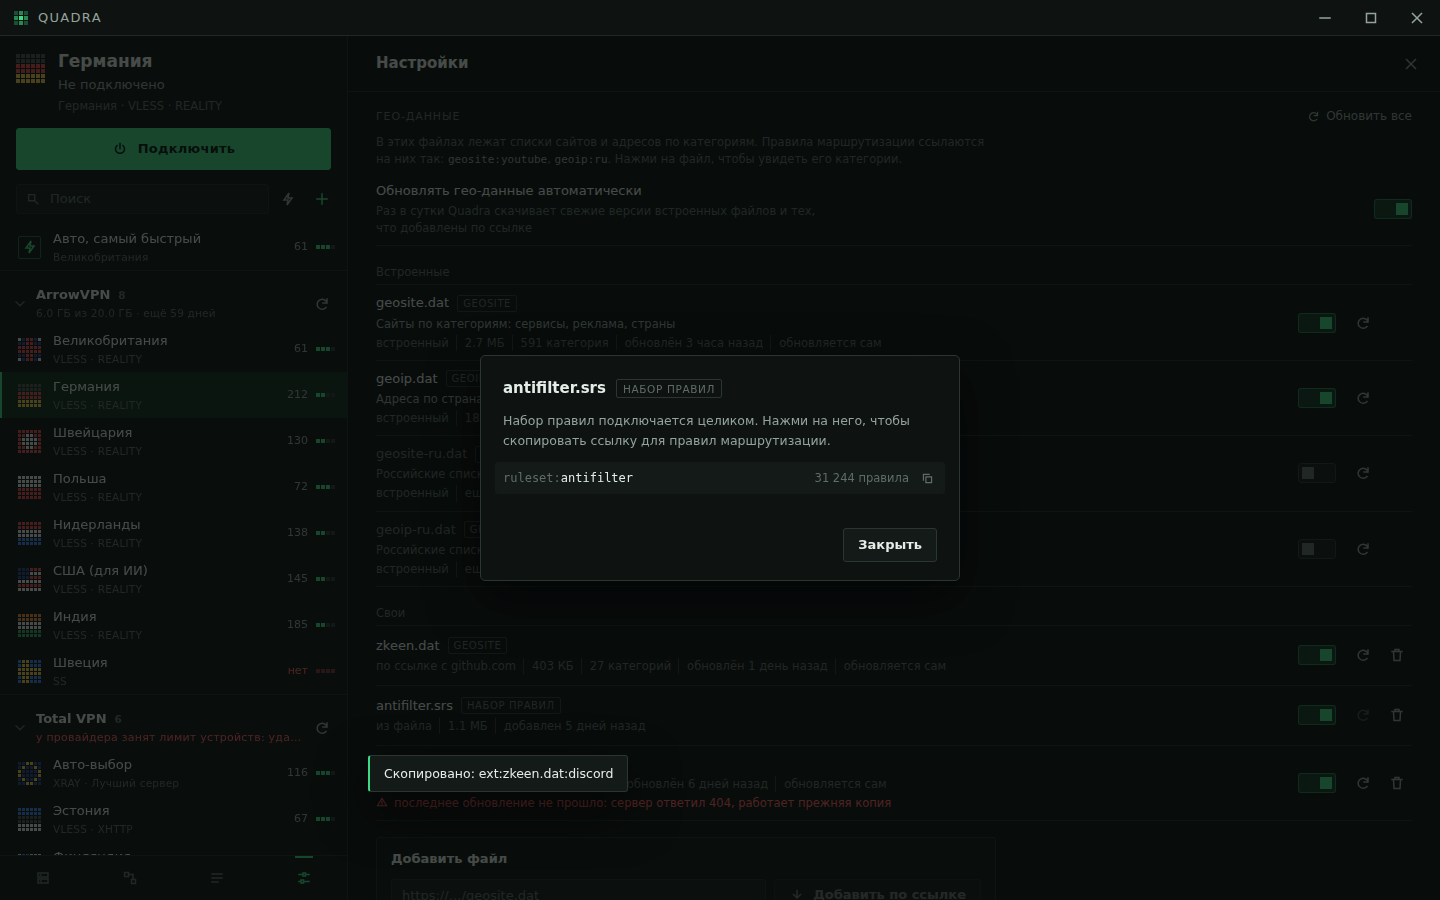 QUADRA
Германия
Не подключено
Германия · VLESS · REALITY
Подключить
Поиск
Авто, самый быстрый
61
Великобритания
ArrowVPN 8
6.0 ГБ из 20.0 ГБ · ещё 59 дней
Великобритания
61
VLESS · REALITY
Германия
212
VLESS · REALITY
Швейцария
130
VLESS · REALITY
Польша
72
VLESS · REALITY
Нидерланды
138
VLESS · REALITY
США (для ИИ)
145
VLESS · REALITY
Индия
185
VLESS · REALITY
Швеция
нет
SS
Total VPN 6
у провайдера занят лимит устройств: уда...
Авто-выбор
116
XRAY · Лучший сервер
Эстония
67
VLESS · XHTTP
Настройки
ГЕО-ДАННЫЕ
Обновить все
В этих файлах лежат списки сайтов и адресов по категориям. Правила маршрутизации ссылаются
на них так: geosite:youtube, geoip:ru. Нажми на файл, чтобы увидеть его категории.
Обновлять гео-данные автоматически
Раз в сутки Quadra скачивает свежие версии встроенных файлов и тех,
что добавлены по ссылке
Встроенные
geosite.dat GEOSITE
Сайты по категориям: сервисы, реклама, страны
встроенный 2.7 МБ 591 категория обновлён 3 часа назад обновляется сам
geoip.dat GEOI
Адреса по страна
встроенный 18
geosite-ru.dat
Российские списк
встроенный ещ
geoip-ru.dat G
Российские списк
встроенный ещ
antifilter.srs НАБОР ПРАВИЛ
Набор правил подключается целиком. Нажми на него, чтобы
скопировать ссылку для правил маршрутизации.
ruleset:antifilter 31 244 правила
Закрыть
Свои
zkeen.dat GEOSITE
по ссылке с github.com 403 КБ 27 категорий обновлён 1 день назад обновляется сам
antifilter.srs НАБОР ПРАВИЛ
из файла 1.1 МБ добавлен 5 дней назад
Скопировано: ext:zkeen.dat:discord
обновлён 6 дней назад обновляется сам
последнее обновление не прошло: сервер ответил 404, работает прежняя копия
Добавить файл
https://.../geosite.dat
Добавить по ссылке